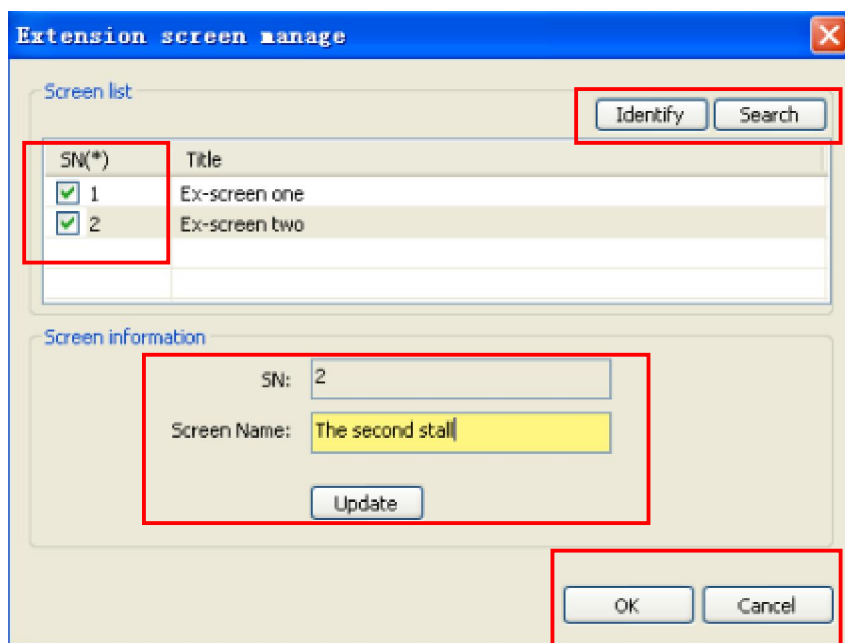 Extension screen manage
Screen list
Identify Search
SN(*) Title
1 Ex-screen one
2 Ex-screen two
Screen information
SN: 2
Screen Name: The second stall
Update
OK Cancel